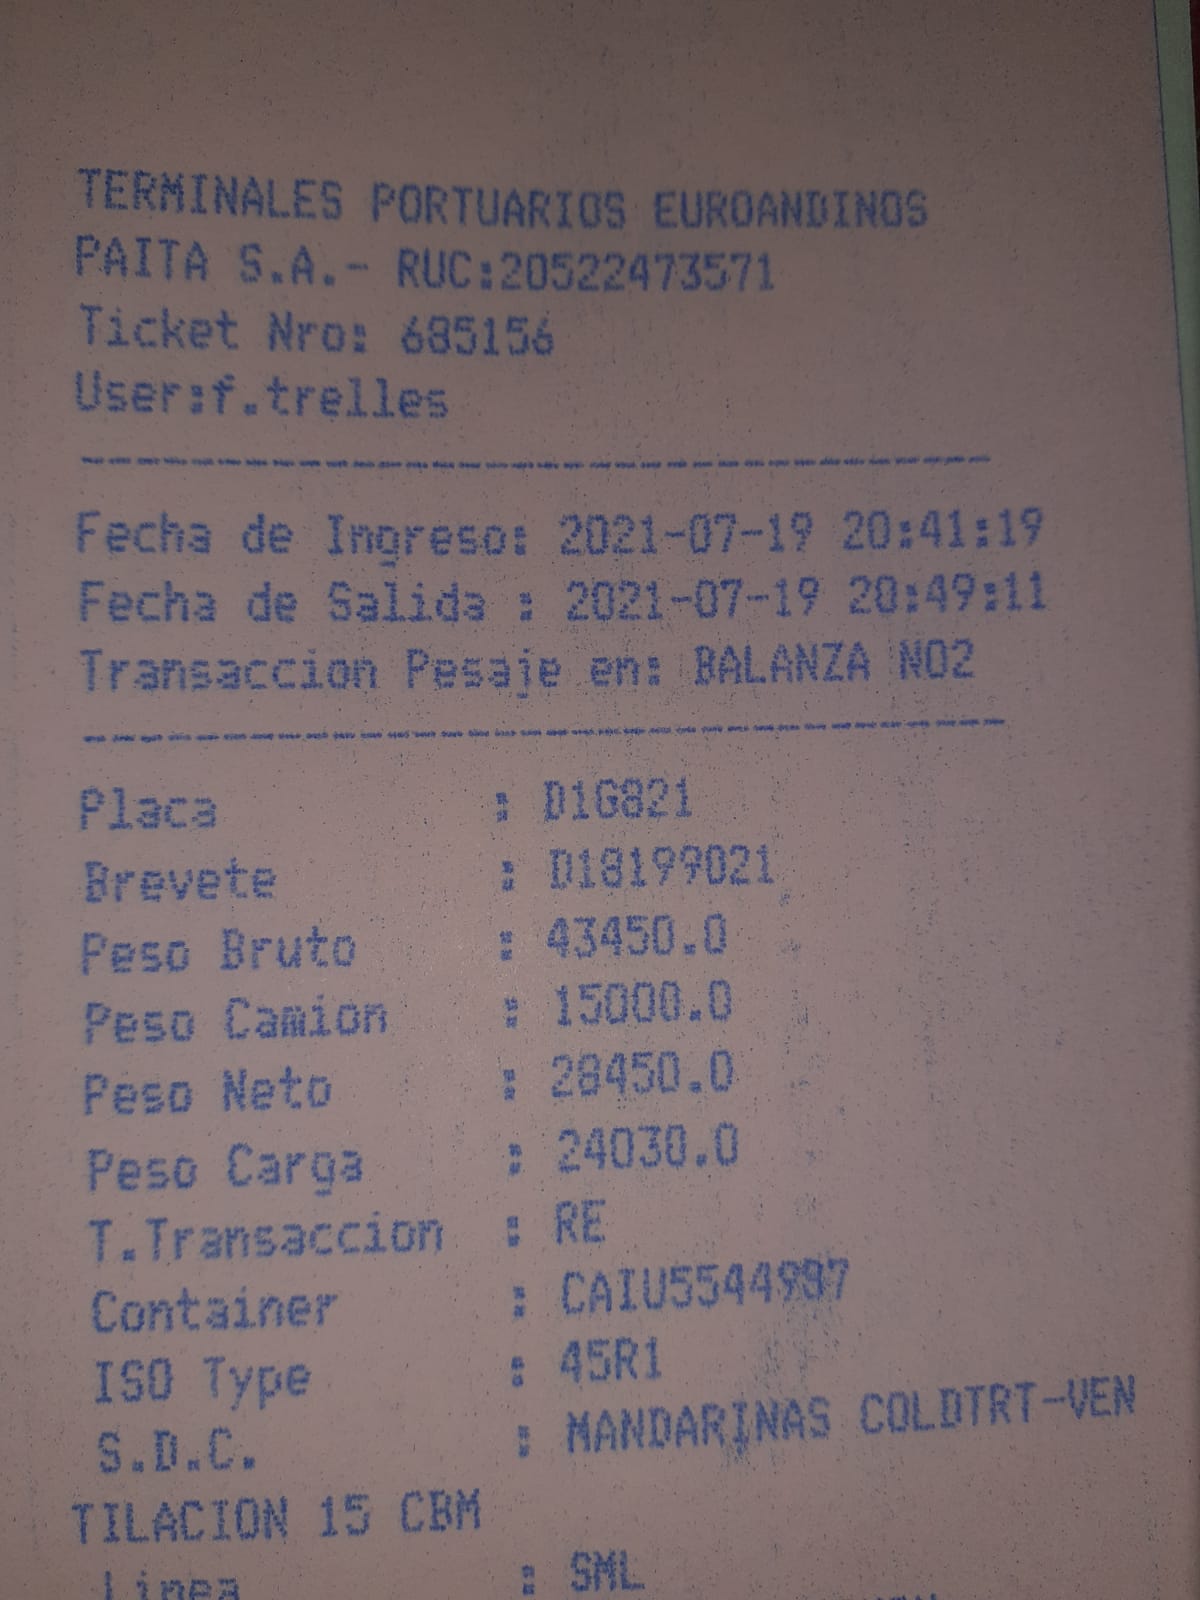 TERMINALES PORTUARIOS EUROANDINOS
PAITA S.A.- RUC:20522473571
Ticket Nro: 685156
User:f.trelles
--------------------------------
Fecha de Ingreso: 2021-07-19 20:41:19
Fecha de Salida : 2021-07-19 20:49:11
Transaccion Pesaje en: BALANZA NO2
--------------------------------
Placa : D1G821
Brevete : D18199021
Peso Bruto : 43450.0
Peso Camion : 15000.0
Peso Neto : 28450.0
Peso Carga : 24030.0
T.Transaccion : RE
Container : CAIU5544987
ISO Type : 45R1
S.D.C. : MANDARINAS COLDTRT-VEN
TILACION 15 CBM
Linea : SML